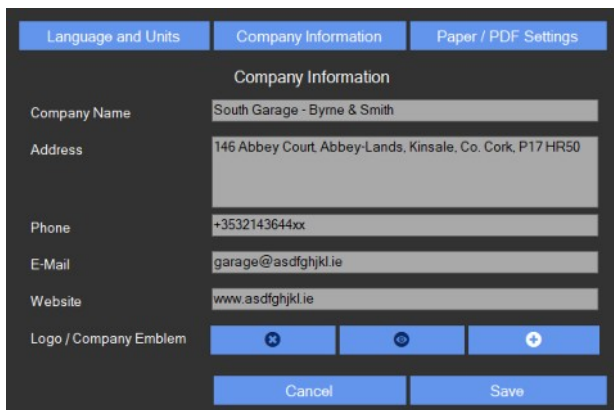 Language and Units
Company Information
Paper / PDF Settings
Company Information
Company Name
South Garage - Byrne & Smith
Address
146 Abbey Court, Abbey-Lands, Kinsale, Co. Cork, P17 HR50
Phone
+3532143644xx
E-Mail
garage@asdfghjkl.ie
Website
www.asdfghjkl.ie
Logo / Company Emblem
Cancel
Save